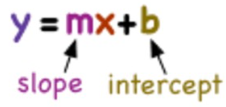 y = mx+b
slope intercept